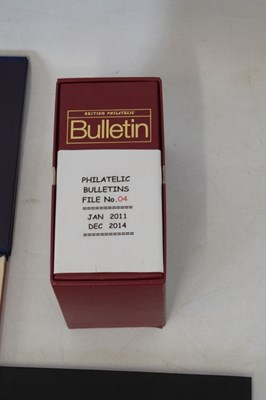 BRITISH PHILATELIC
Bulletin
PHILATELIC
BULLETINS
FILE No.04
==============
JAN 2011
DEC 2014
==============